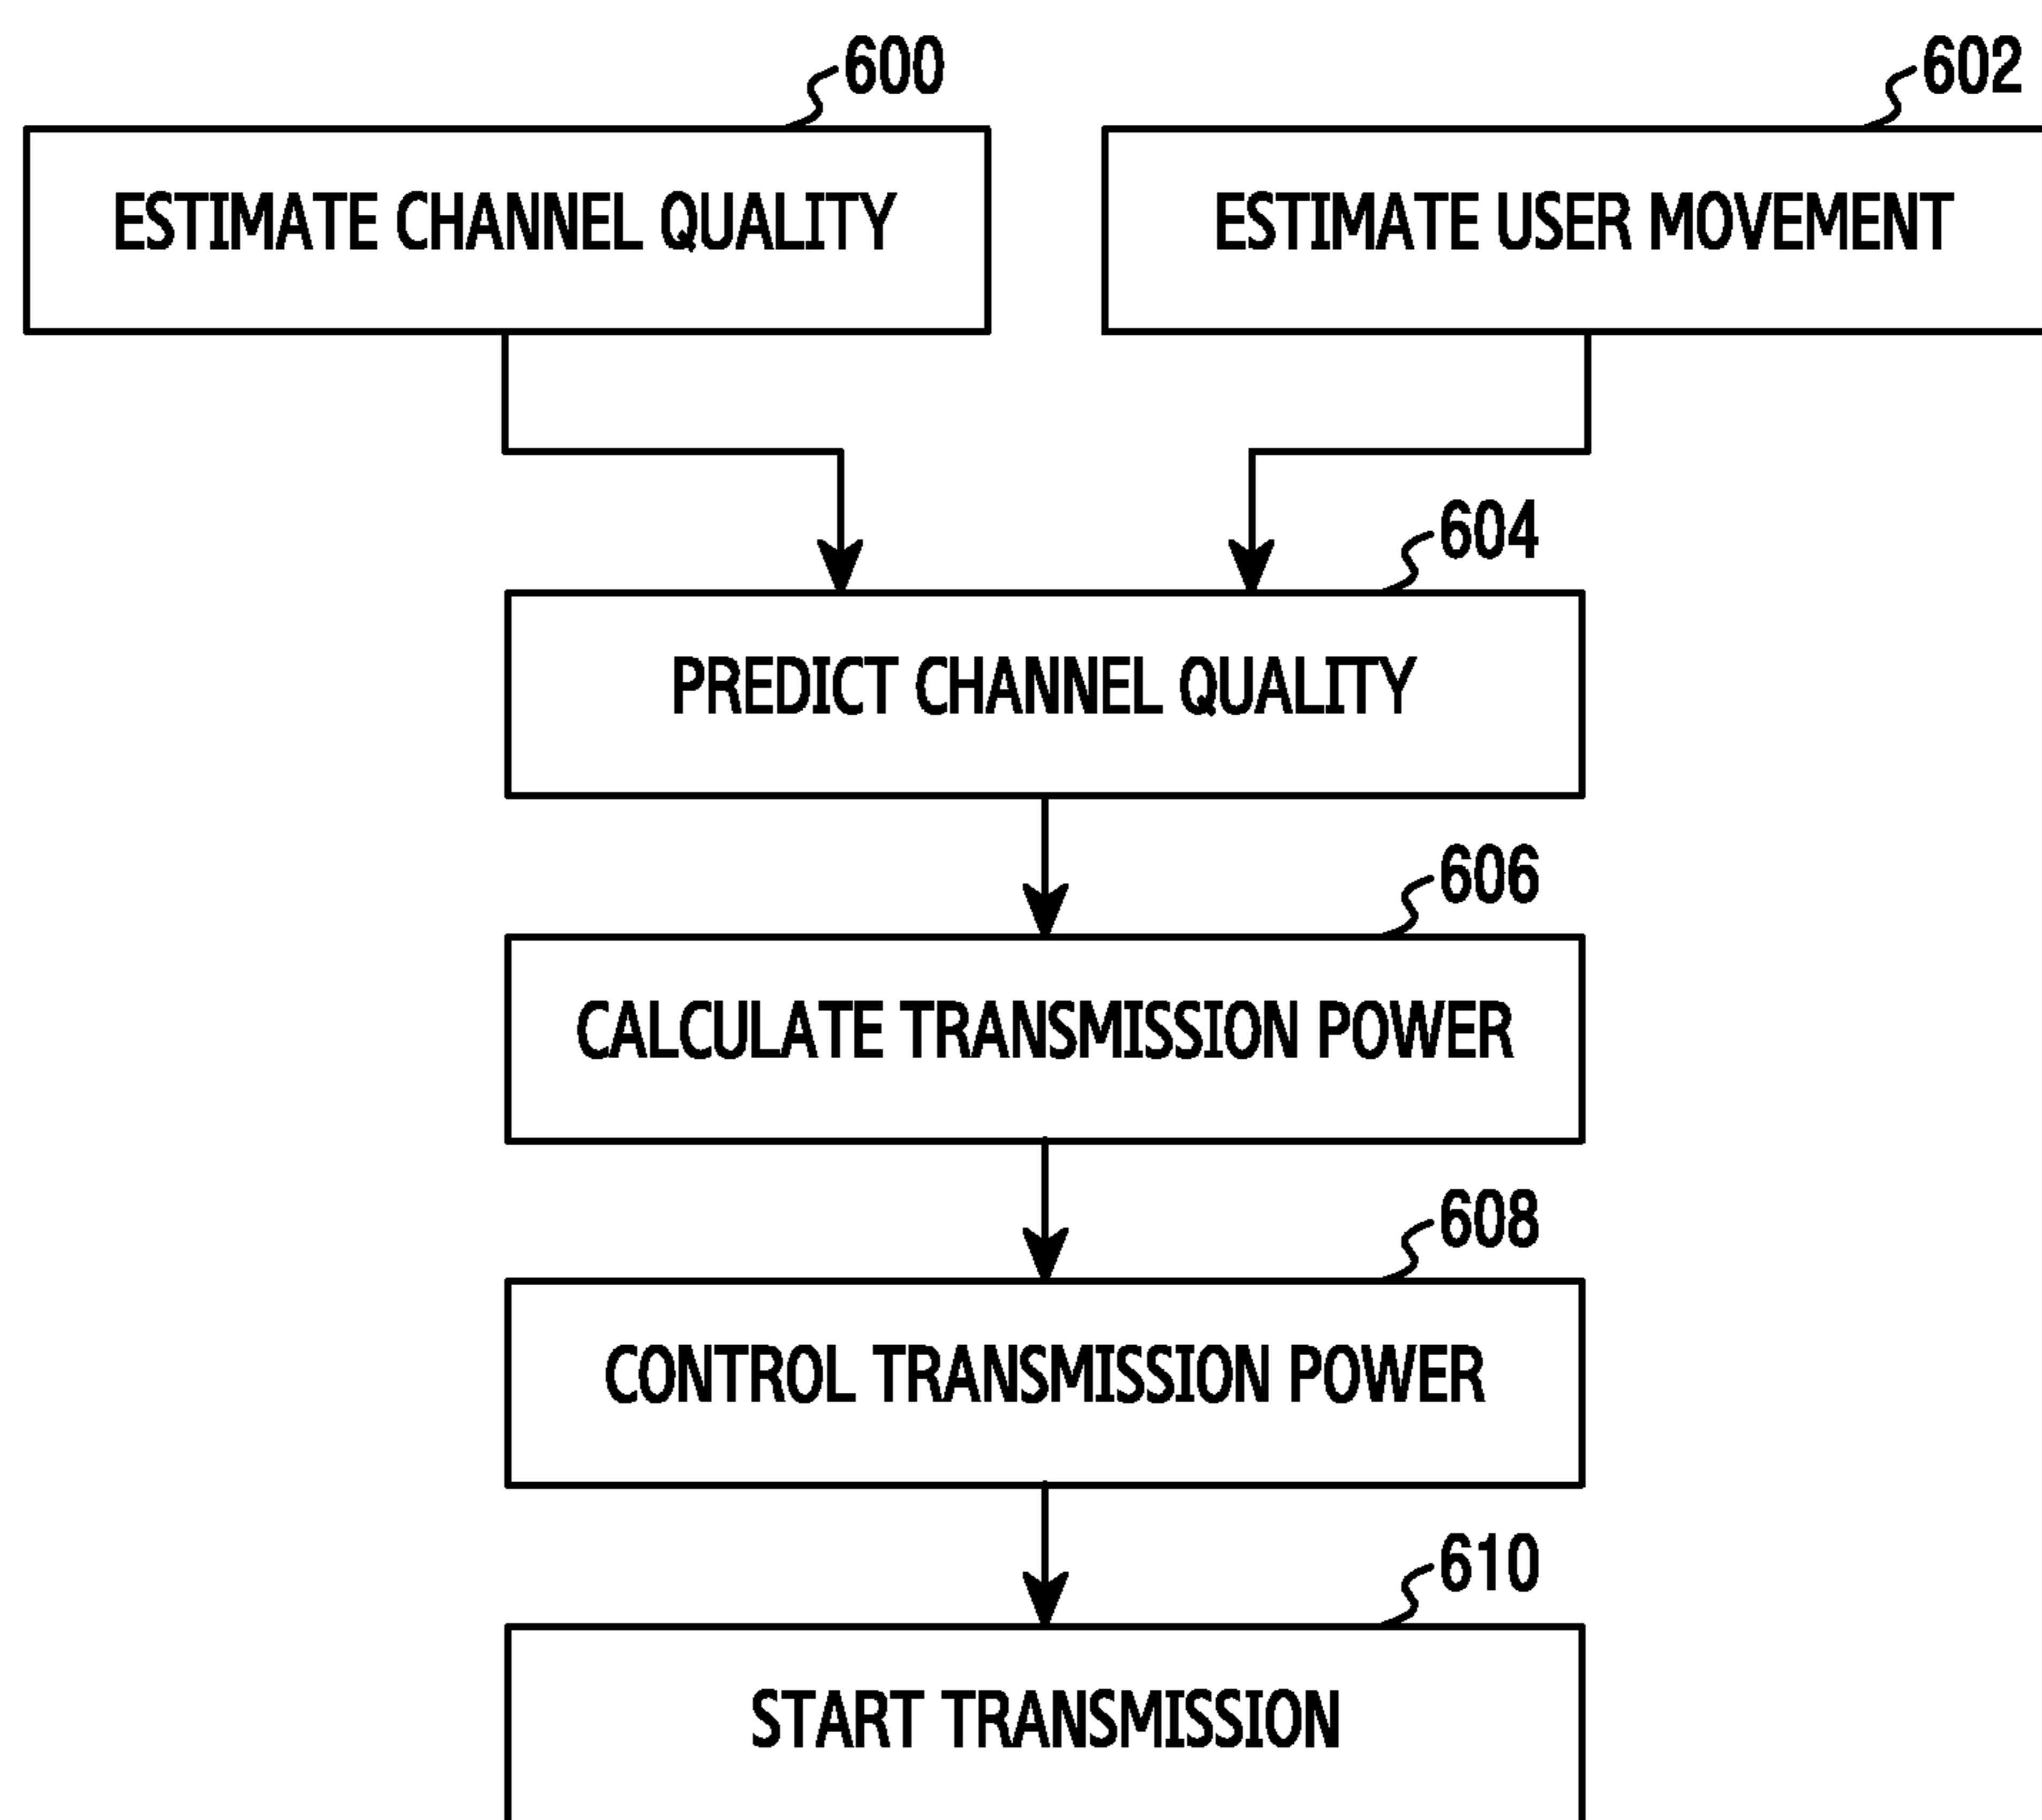 600
602
ESTIMATE CHANNEL QUALITY
ESTIMATE USER MOVEMENT
604
PREDICT CHANNEL QUALITY
606
CALCULATE TRANSMISSION POWER
608
CONTROL TRANSMISSION POWER
610
START TRANSMISSION